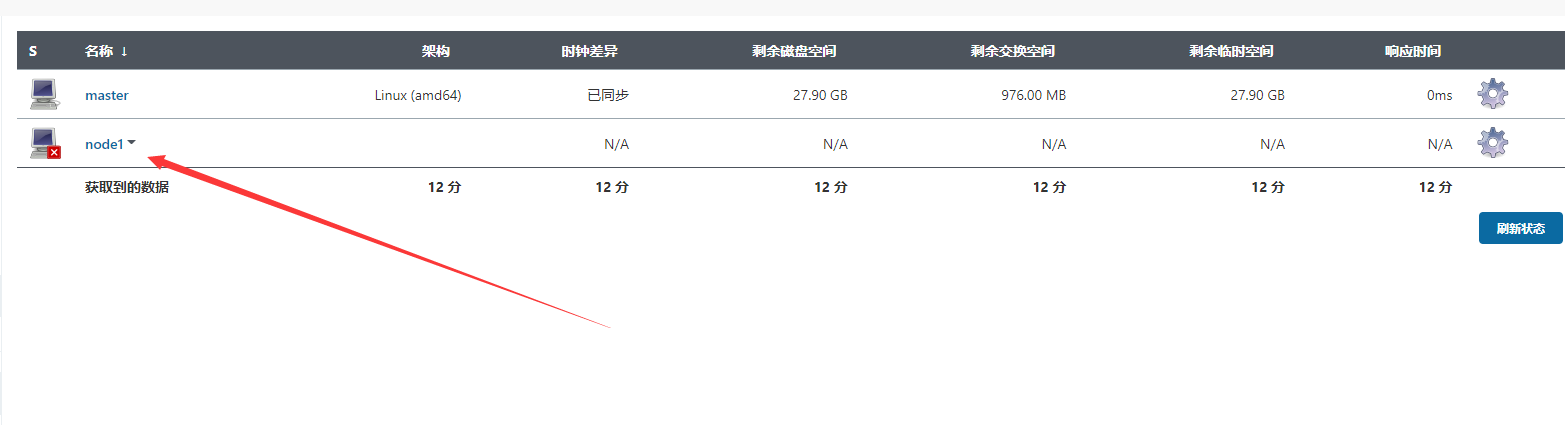 S 名称 ↓ 架构 时钟差异 剩余磁盘空间 剩余交换空间 剩余临时空间 响应时间
master Linux (amd64) 已同步 27.90 GB 976.00 MB 27.90 GB 0ms
node1 N/A N/A N/A N/A N/A
获取到的数据 12 分 12 分 12 分 12 分 12 分 12 分
刷新状态